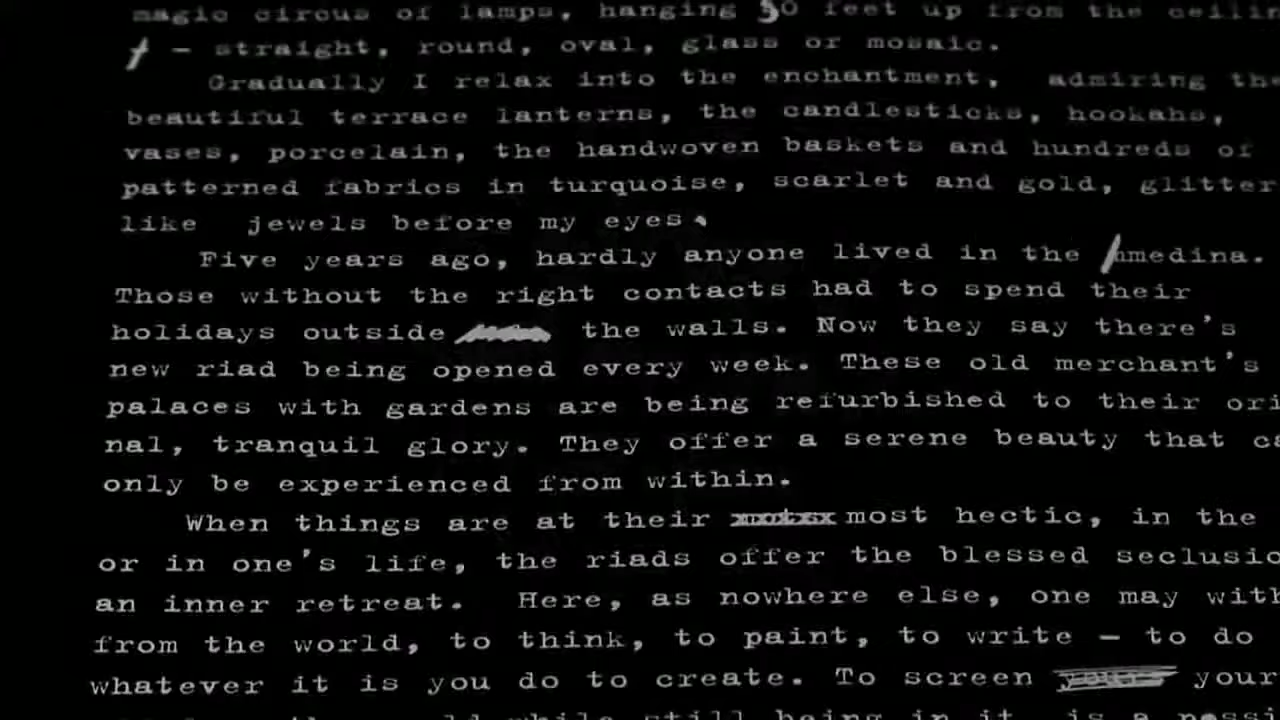 magic circus of lamps, hanging 30 feet up from the ceilin
- straight, round, oval, glass or mosaic.
Gradually I relax into the enchantment, admiring the
beautiful terrace lanterns, the candlesticks, hookahs,
vases, porcelain, the handwoven baskets and hundreds of
patterned fabrics in turquoise, scarlet and gold, glitter
like jewels before my eyes.
Five years ago, hardly anyone lived in the medina.
Those without the right contacts had to spend their
holidays outside the walls. Now they say there's
new riad being opened every week. These old merchant's
palaces with gardens are being refurbished to their ori
nal, tranquil glory. They offer a serene beauty that ca
only be experienced from within.
When things are at their most hectic, in the
or in one's life, the riads offer the blessed seclusio
an inner retreat. Here, as nowhere else, one may with
from the world, to think, to paint, to write - to do
whatever it is you do to create. To screen your
while still being in it, is a